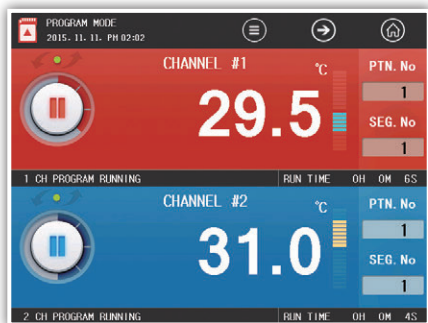 PROGRAM MODE
2015. 11. 11. PM 02:02
CHANNEL #1
℃
PTN. No
29.5
1
SEG. No
1
1 CH PROGRAM RUNNING
RUN TIME 0H 0M 6S
CHANNEL #2
℃
PTN. No
31.0
1
SEG. No
1
2 CH PROGRAM RUNNING
RUN TIME 0H 0M 4S